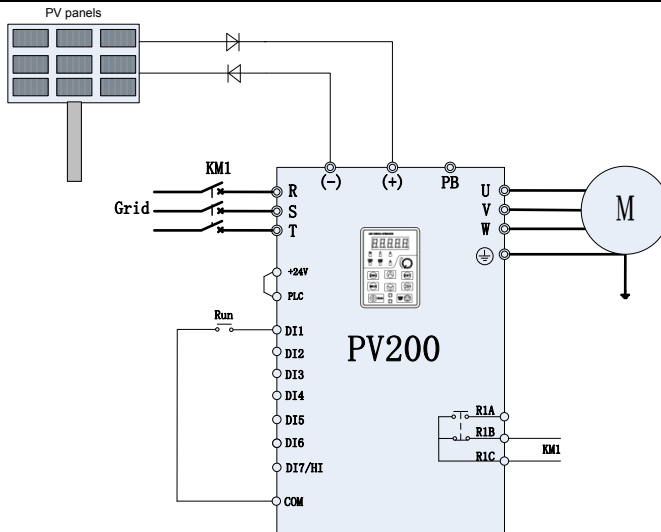 PV panels
KM1
(-) (+) PB
Grid
R
S
T
U
V
W
M
+24V
PLC
Run
DI1
DI2
DI3
DI4
DI5
DI6
DI7/HI
COM
PV200
R1A
R1B
R1C
KM1